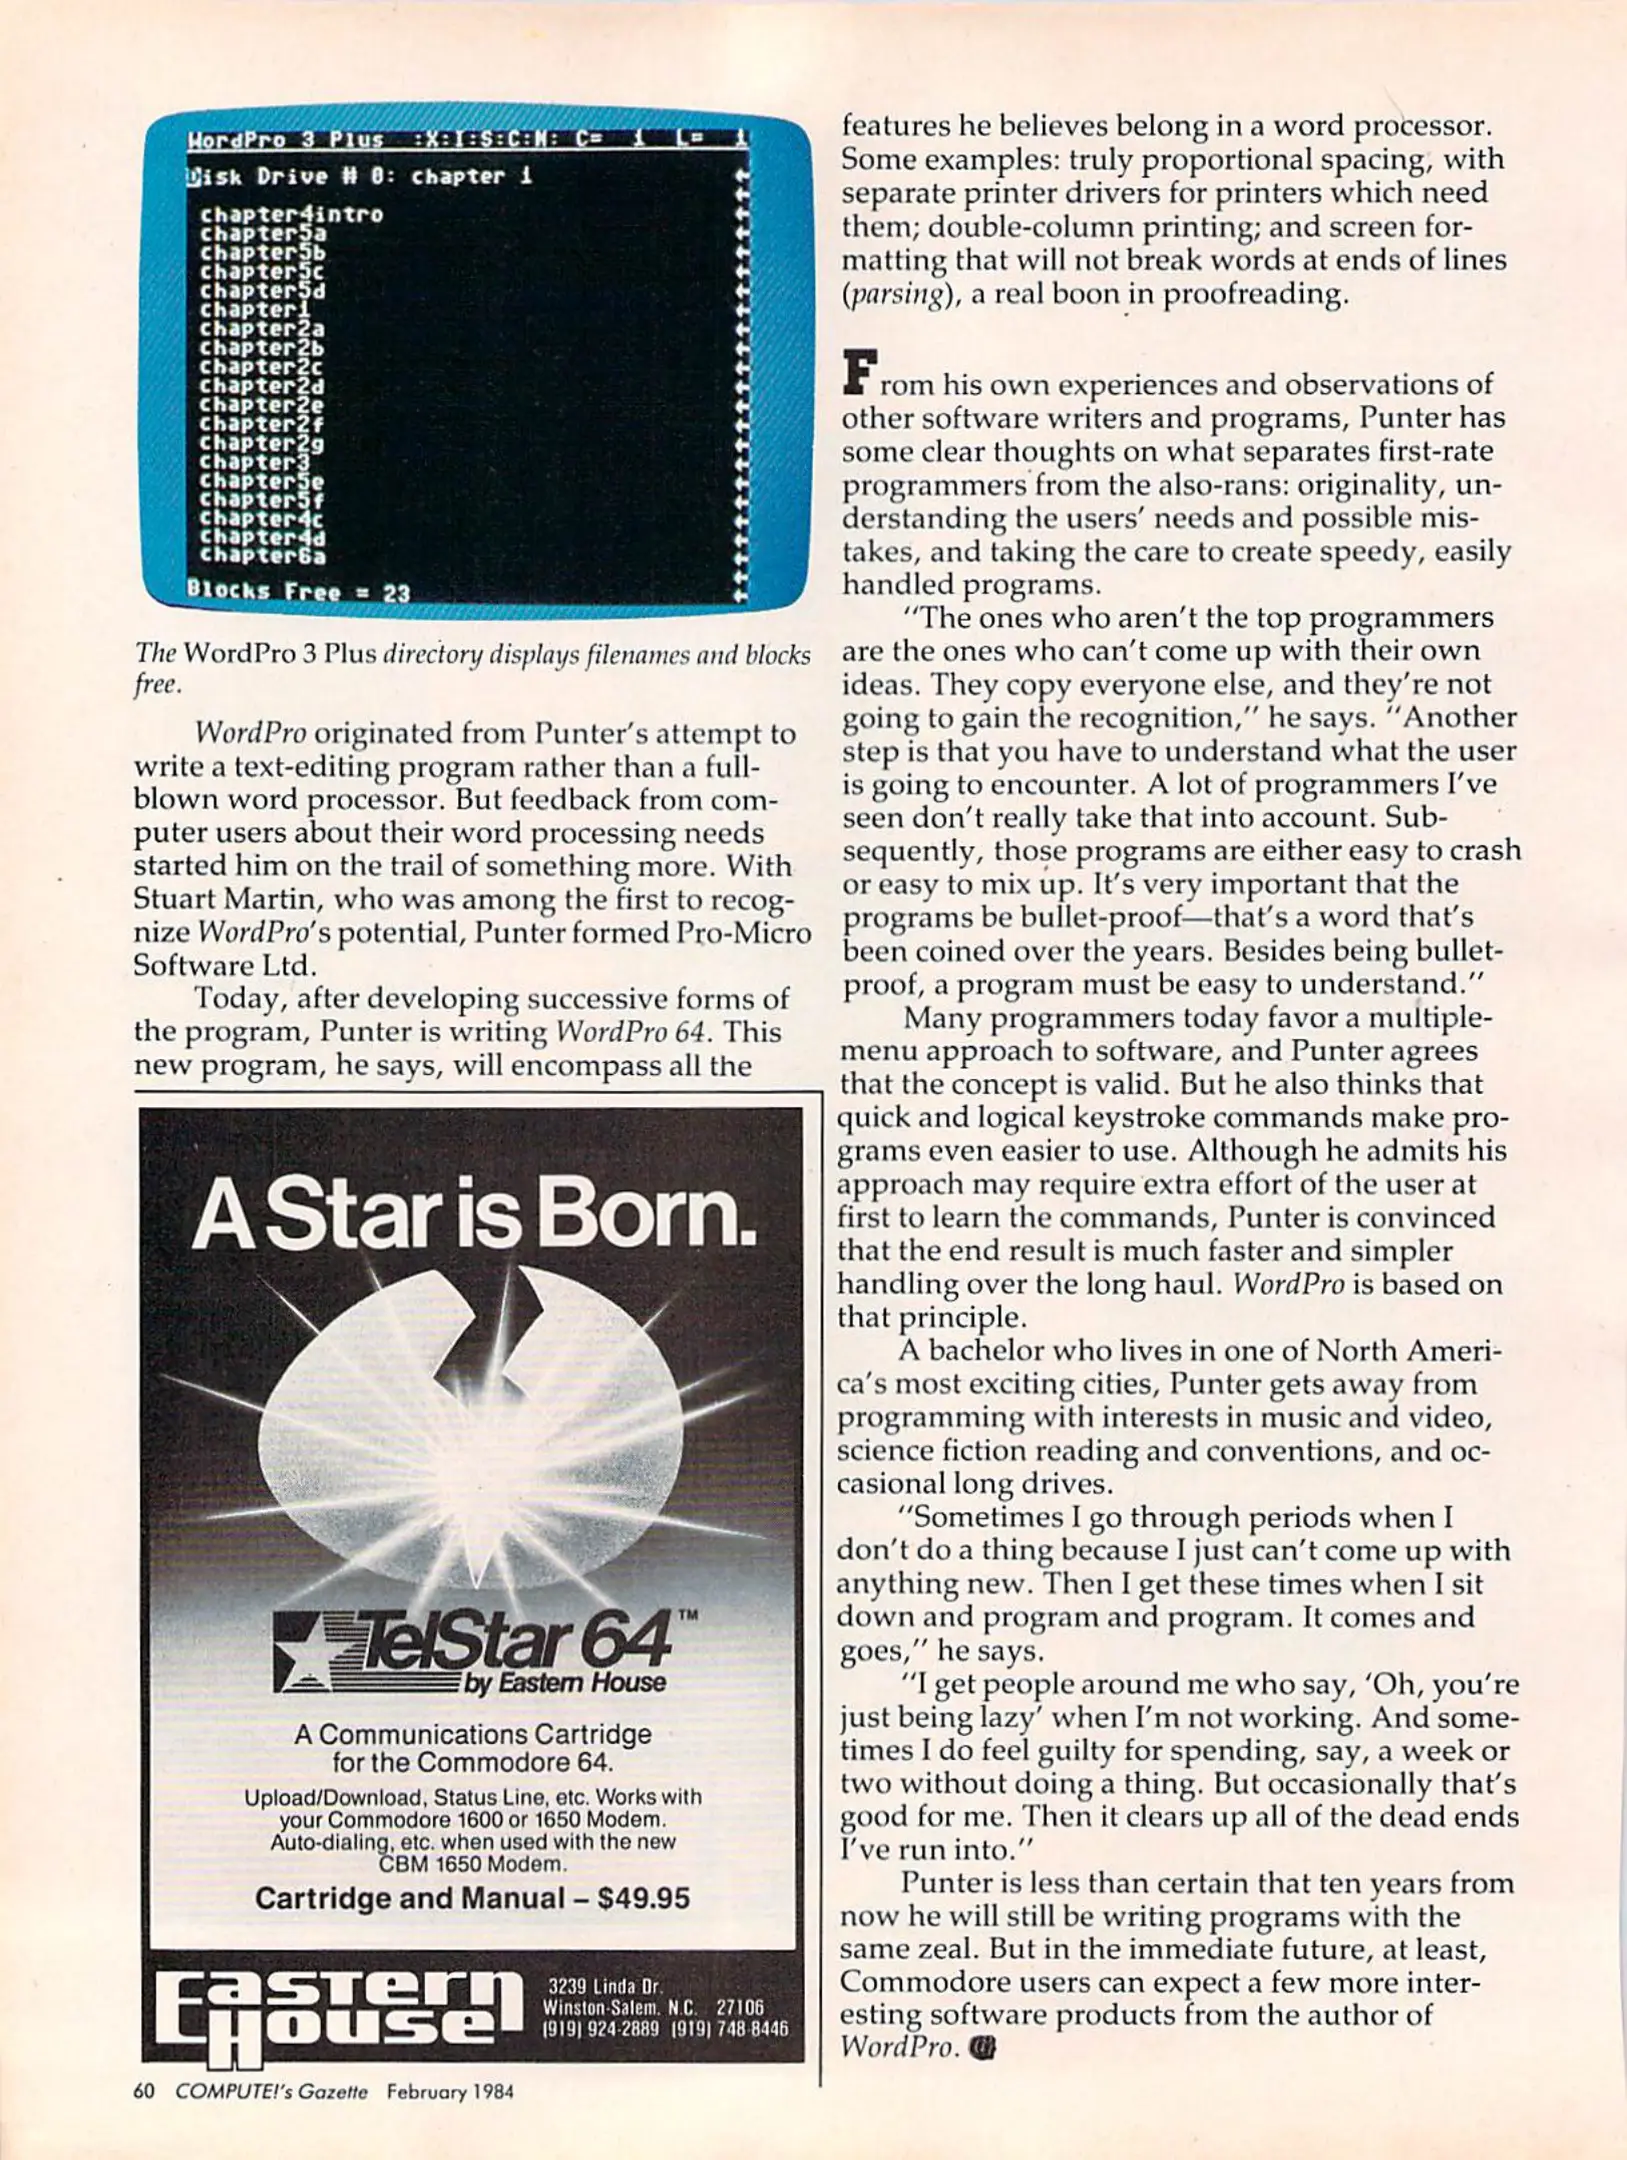 WordPro 3 Plus :X:I:S:C:N: C= 1 L= 1
Disk Drive # 0: chapter 1
chapter4intro
chapter5a
chapter5b
chapter5c
chapter5d
chapter1
chapter2a
chapter2b
chapter2c
chapter2d
chapter2e
chapter2f
chapter2g
chapter3
chapter5e
chapter5f
chapter4c
chapter4d
chapter6a
Blocks Free = 23
The WordPro 3 Plus directory displays filenames and blocks
free.
WordPro originated from Punter's attempt to
write a text-editing program rather than a full-
blown word processor. But feedback from com-
puter users about their word processing needs
started him on the trail of something more. With
Stuart Martin, who was among the first to recog-
nize WordPro's potential, Punter formed Pro-Micro
Software Ltd.
Today, after developing successive forms of
the program, Punter is writing WordPro 64. This
new program, he says, will encompass all the
features he believes belong in a word processor.
Some examples: truly proportional spacing, with
separate printer drivers for printers which need
them; double-column printing; and screen for-
matting that will not break words at ends of lines
(parsing), a real boon in proofreading.
From his own experiences and observations of
other software writers and programs, Punter has
some clear thoughts on what separates first-rate
programmers from the also-rans: originality, un-
derstanding the users' needs and possible mis-
takes, and taking the care to create speedy, easily
handled programs.
"The ones who aren't the top programmers
are the ones who can't come up with their own
ideas. They copy everyone else, and they're not
going to gain the recognition," he says. "Another
step is that you have to understand what the user
is going to encounter. A lot of programmers I've
seen don't really take that into account. Sub-
sequently, those programs are either easy to crash
or easy to mix up. It's very important that the
programs be bullet-proof—that's a word that's
been coined over the years. Besides being bullet-
proof, a program must be easy to understand."
Many programmers today favor a multiple-
menu approach to software, and Punter agrees
that the concept is valid. But he also thinks that
quick and logical keystroke commands make pro-
grams even easier to use. Although he admits his
approach may require extra effort of the user at
first to learn the commands, Punter is convinced
that the end result is much faster and simpler
handling over the long haul. WordPro is based on
that principle.
A bachelor who lives in one of North Ameri-
ca's most exciting cities, Punter gets away from
programming with interests in music and video,
science fiction reading and conventions, and oc-
casional long drives.
"Sometimes I go through periods when I
don't do a thing because I just can't come up with
anything new. Then I get these times when I sit
down and program and program. It comes and
goes," he says.
"I get people around me who say, 'Oh, you're
just being lazy' when I'm not working. And some-
times I do feel guilty for spending, say, a week or
two without doing a thing. But occasionally that's
good for me. Then it clears up all of the dead ends
I've run into."
Punter is less than certain that ten years from
now he will still be writing programs with the
same zeal. But in the immediate future, at least,
Commodore users can expect a few more inter-
esting software products from the author of
WordPro.
A Star is Born.
TelStar 64™
by Eastern House
A Communications Cartridge
for the Commodore 64.
Upload/Download, Status Line, etc. Works with
your Commodore 1600 or 1650 Modem.
Auto-dialing, etc. when used with the new
CBM 1650 Modem.
Cartridge and Manual – $49.95
Eastern
House
3239 Linda Dr.
Winston-Salem, N.C. 27106
(919) 924-2889 (919) 748-8446
60 COMPUTE!'s Gazette February 1984